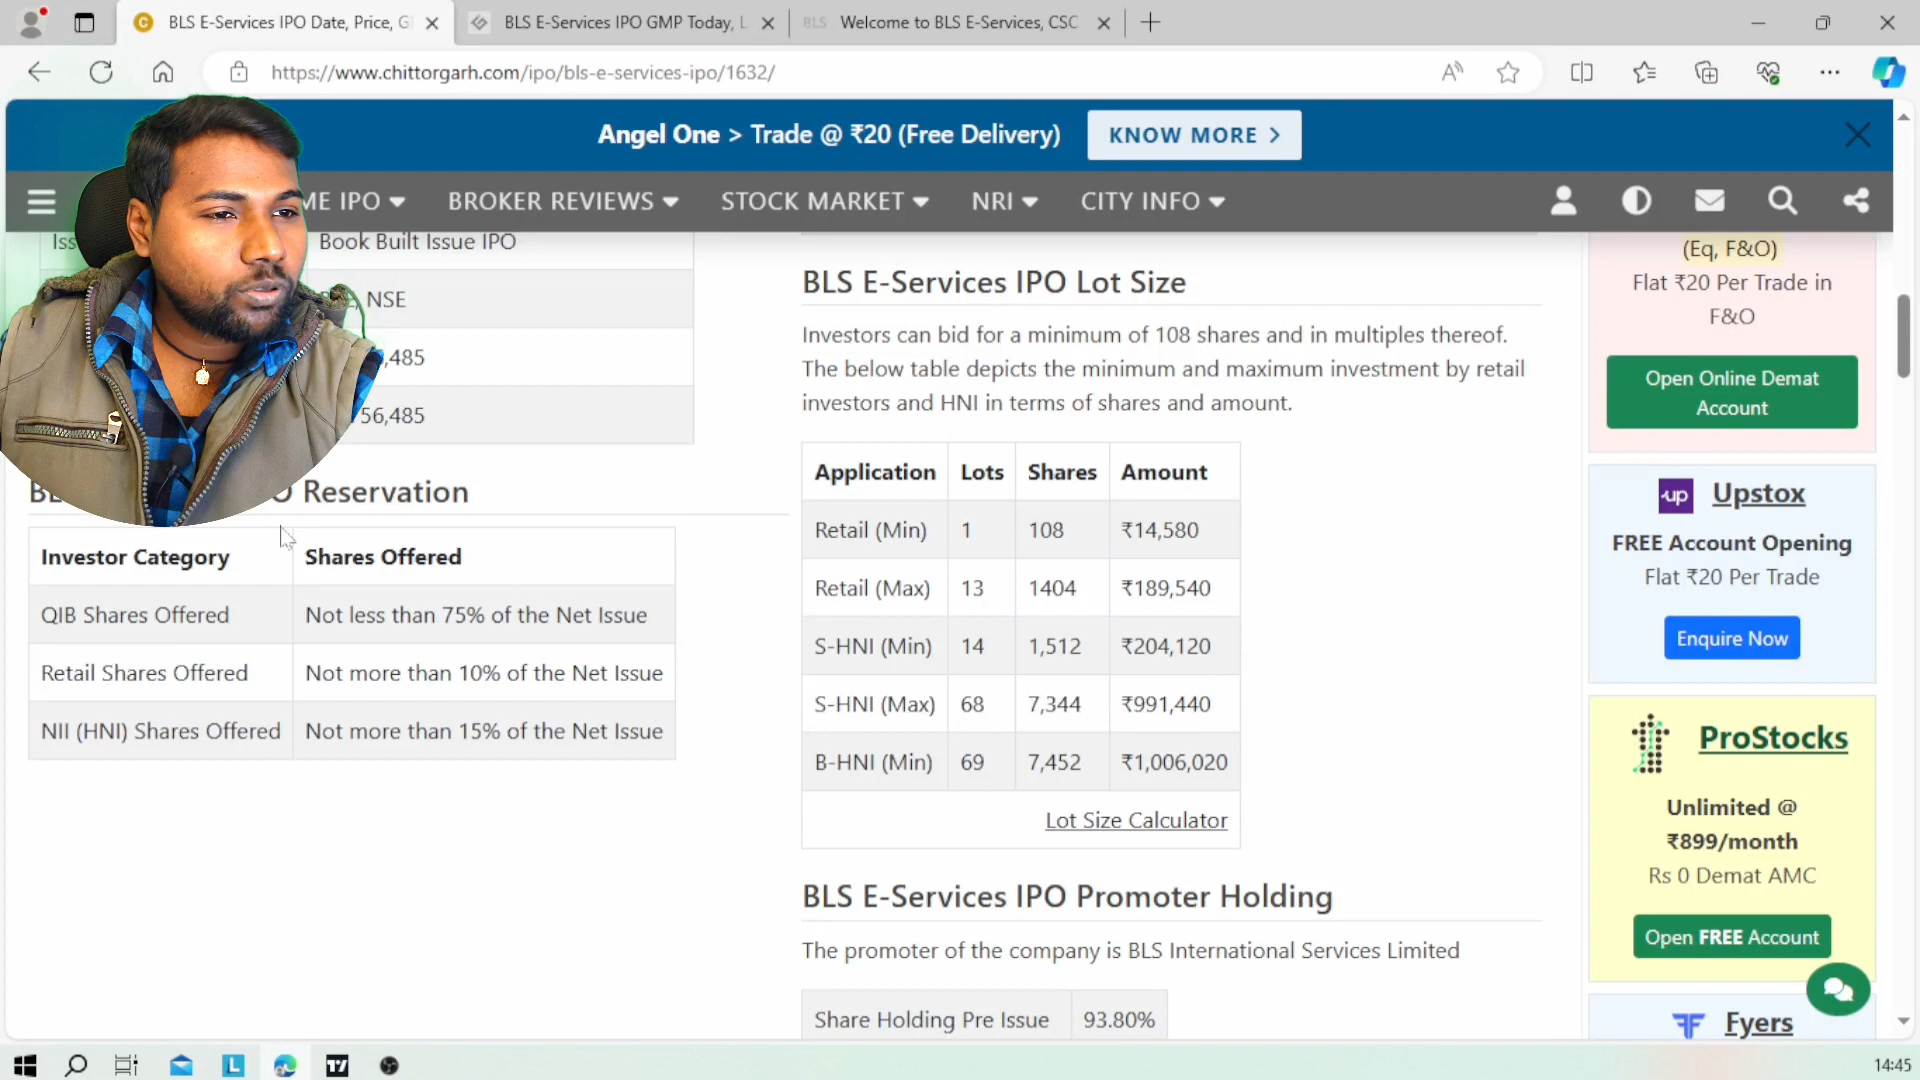 BLS E-Services IPO Date, Price, G
BLS E-Services IPO GMP Today, L
BLS Welcome to BLS E-Services, CSC
https://www.chittorgarh.com/ipo/bls-e-services-ipo/1632/
Angel One > Trade @ ₹20 (Free Delivery)
KNOW MORE >
ME IPO
BROKER REVIEWS
STOCK MARKET
NRI
CITY INFO
Iss
Book Built Issue IPO
NSE
,485
56,485
Reservation
Investor Category Shares Offered
QIB Shares Offered Not less than 75% of the Net Issue
Retail Shares Offered Not more than 10% of the Net Issue
NII (HNI) Shares Offered Not more than 15% of the Net Issue
BLS E-Services IPO Lot Size
Investors can bid for a minimum of 108 shares and in multiples thereof.
The below table depicts the minimum and maximum investment by retail
investors and HNI in terms of shares and amount.
Application Lots Shares Amount
Retail (Min) 1 108 ₹14,580
Retail (Max) 13 1404 ₹189,540
S-HNI (Min) 14 1,512 ₹204,120
S-HNI (Max) 68 7,344 ₹991,440
B-HNI (Min) 69 7,452 ₹1,006,020
Lot Size Calculator
BLS E-Services IPO Promoter Holding
The promoter of the company is BLS International Services Limited
Share Holding Pre Issue 93.80%
(Eq, F&O)
Flat ₹20 Per Trade in
F&O
Open Online Demat
Account
up Upstox
FREE Account Opening
Flat ₹20 Per Trade
Enquire Now
ProStocks
Unlimited @
₹899/month
Rs 0 Demat AMC
Open FREE Account
Fyers
14:45